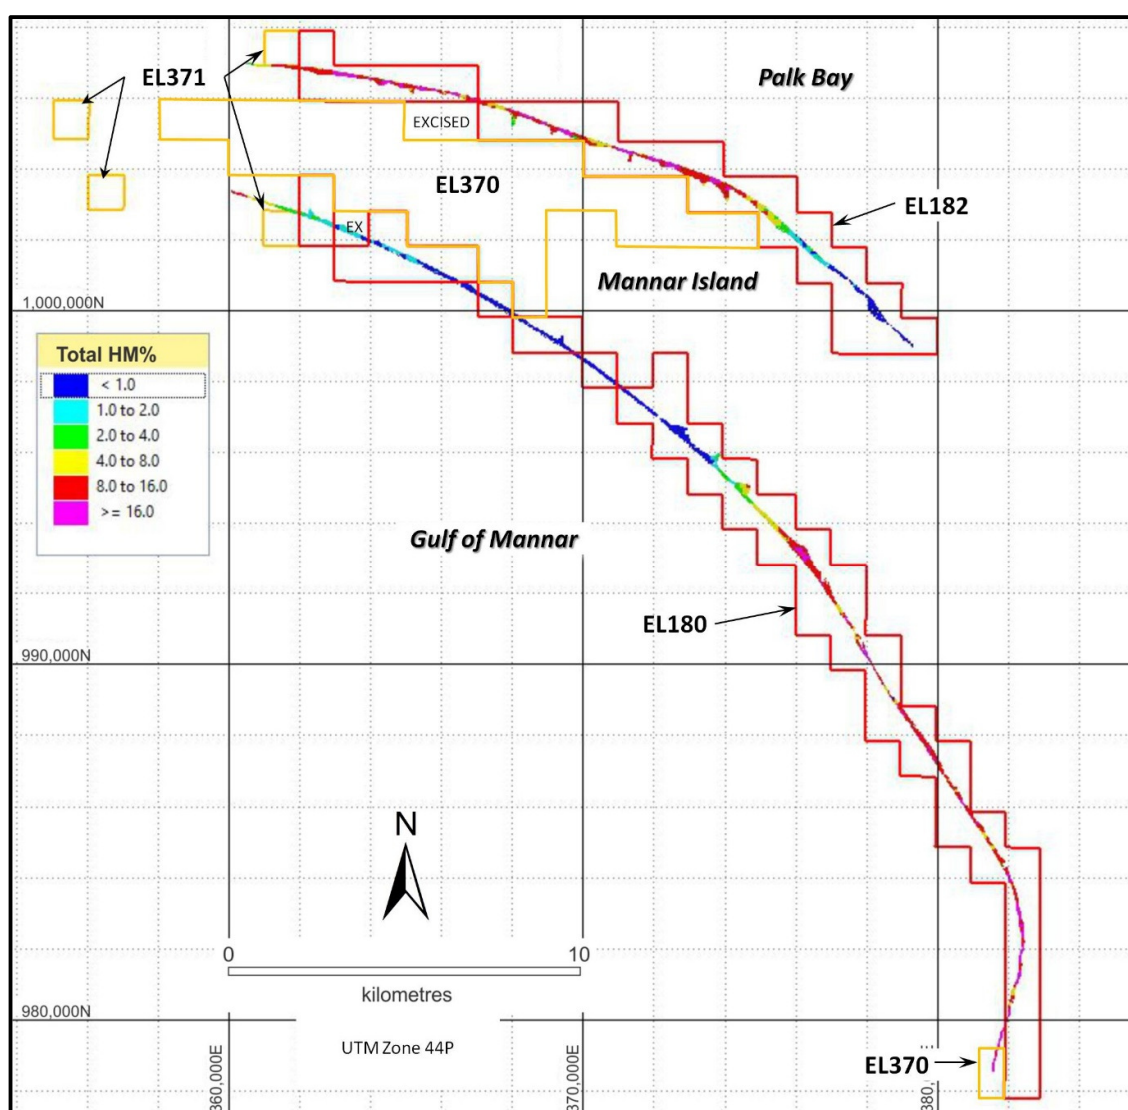 Palk Bay
EL371
EXCISED
EL370
EL182
EX
Mannar Island
1,000,000N
Total HM%
< 1.0
1.0 to 2.0
2.0 to 4.0
4.0 to 8.0
8.0 to 16.0
>= 16.0
Gulf of Mannar
EL180
990,000N
N
0 10
kilometres
980,000N
UTM Zone 44P
EL370
360,000E
370,000E
380,